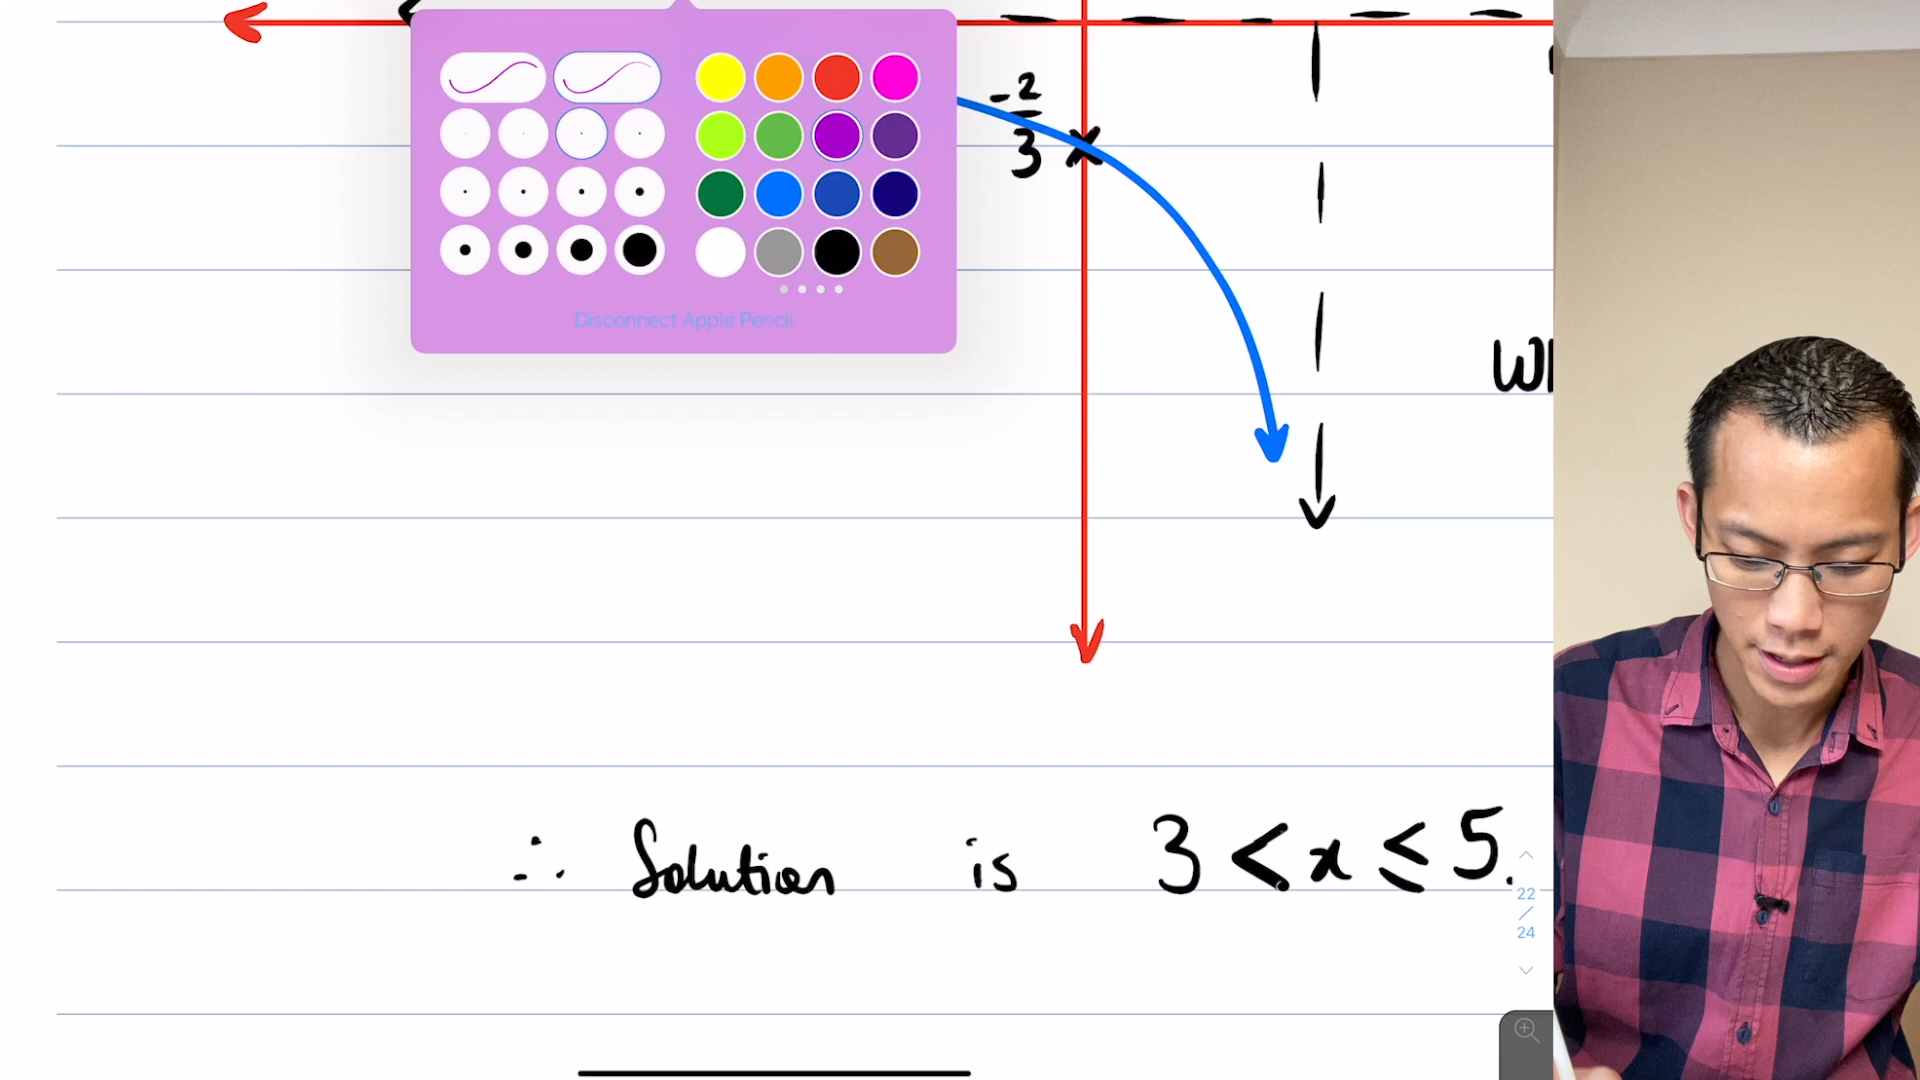 -2
3
Disconnect Apple Pencil
∴ Solution is 3 < x ≤ 5.
22
/
24